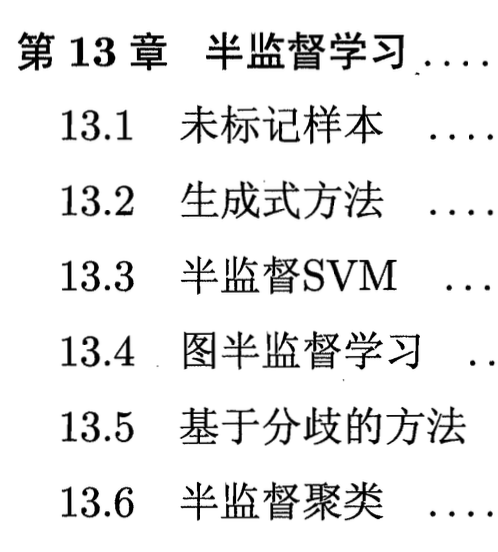 第 13 章 半监督学习 ....
13.1 未标记样本 ....
13.2 生成式方法 ....
13.3 半监督SVM ...
13.4 图半监督学习 ..
13.5 基于分歧的方法
13.6 半监督聚类 ....